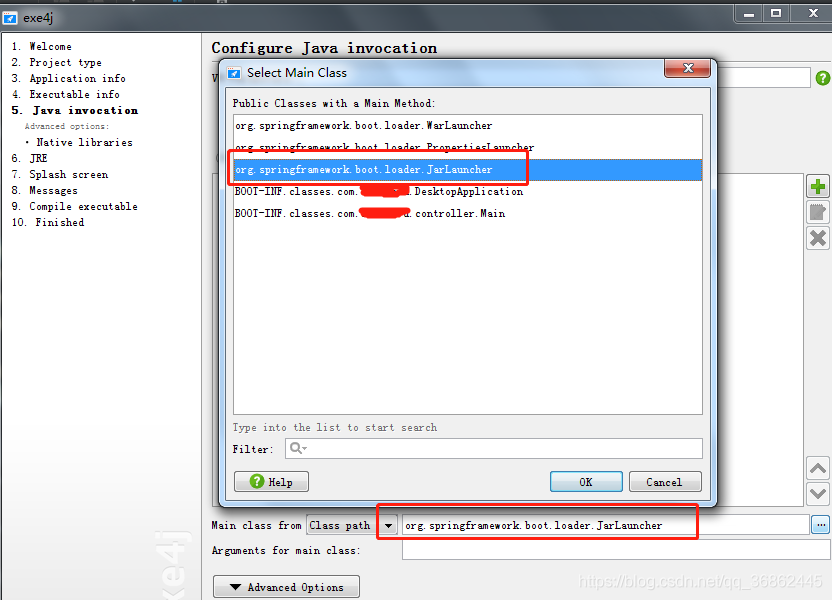 exe4j
1. Welcome
2. Project type
3. Application info
4. Executable info
5. Java invocation
Advanced options:
• Native libraries
6. JRE
7. Splash screen
8. Messages
9. Compile executable
10. Finished
Configure Java invocation
Select Main Class
Public Classes with a Main Method:
org.springframework.boot.loader.WarLauncher
org.springframework.boot.loader.PropertiesLauncher
org.springframework.boot.loader.JarLauncher
BOOT-INF.classes.com. .DesktopApplication
BOOT-INF.classes.com. .controller.Main
Type into the list to start search
Filter:
Help
OK
Cancel
Main class from
Class path
org.springframework.boot.loader.JarLauncher
Arguments for main class:
Advanced Options
https://blog.csdn.net/qq_36862445